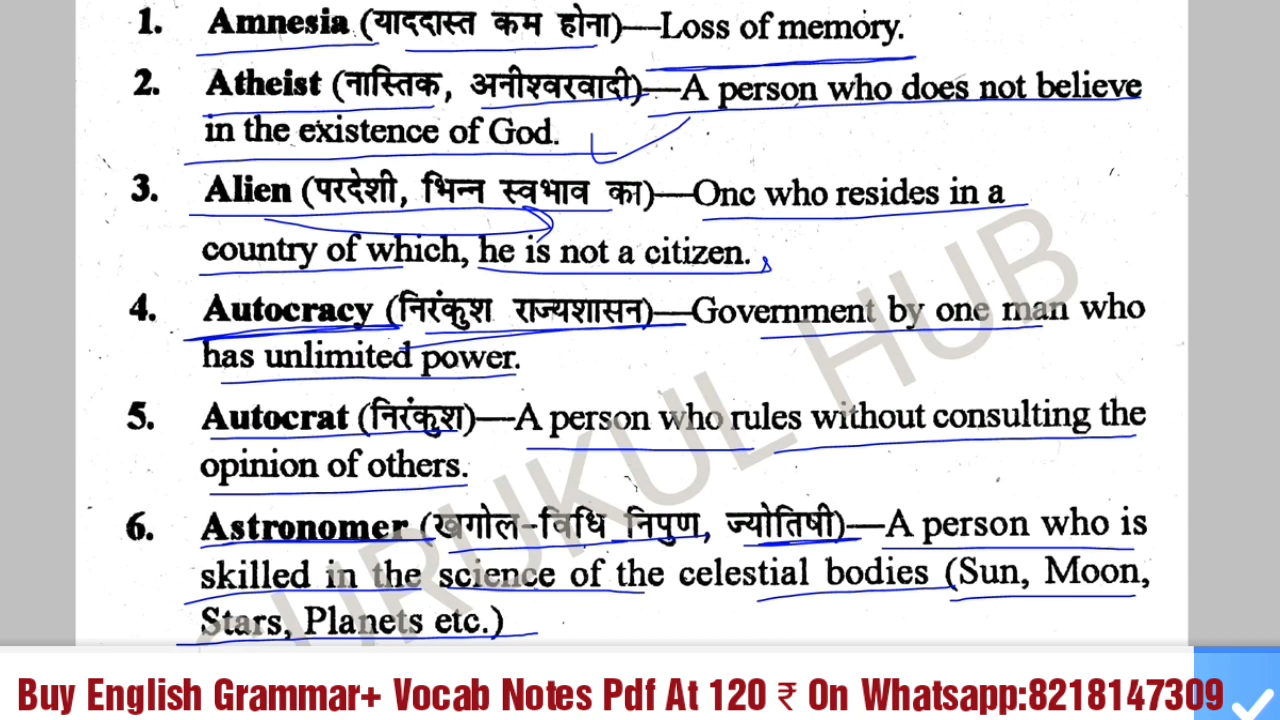 1. Amnesia (याददास्त कम होना)—Loss of memory.
2. Atheist (नास्तिक, अनीश्वरवादी)—A person who does not believe
in the existence of God.
3. Alien (परदेशी, भिन्न स्वभाव का)—One who resides in a
country of which, he is not a citizen.
4. Autocracy (निरंकुश राज्यशासन)—Government by one man who
has unlimited power.
5. Autocrat (निरंकुश)—A person who rules without consulting the
opinion of others.
6. Astronomer (खगोल-विधि निपुण, ज्योतिषी)—A person who is
skilled in the science of the celestial bodies (Sun, Moon,
Stars, Planets etc.)
URUKUL HUB
Buy English Grammar+ Vocab Notes Pdf At 120 ₹ On Whatsapp:8218147309